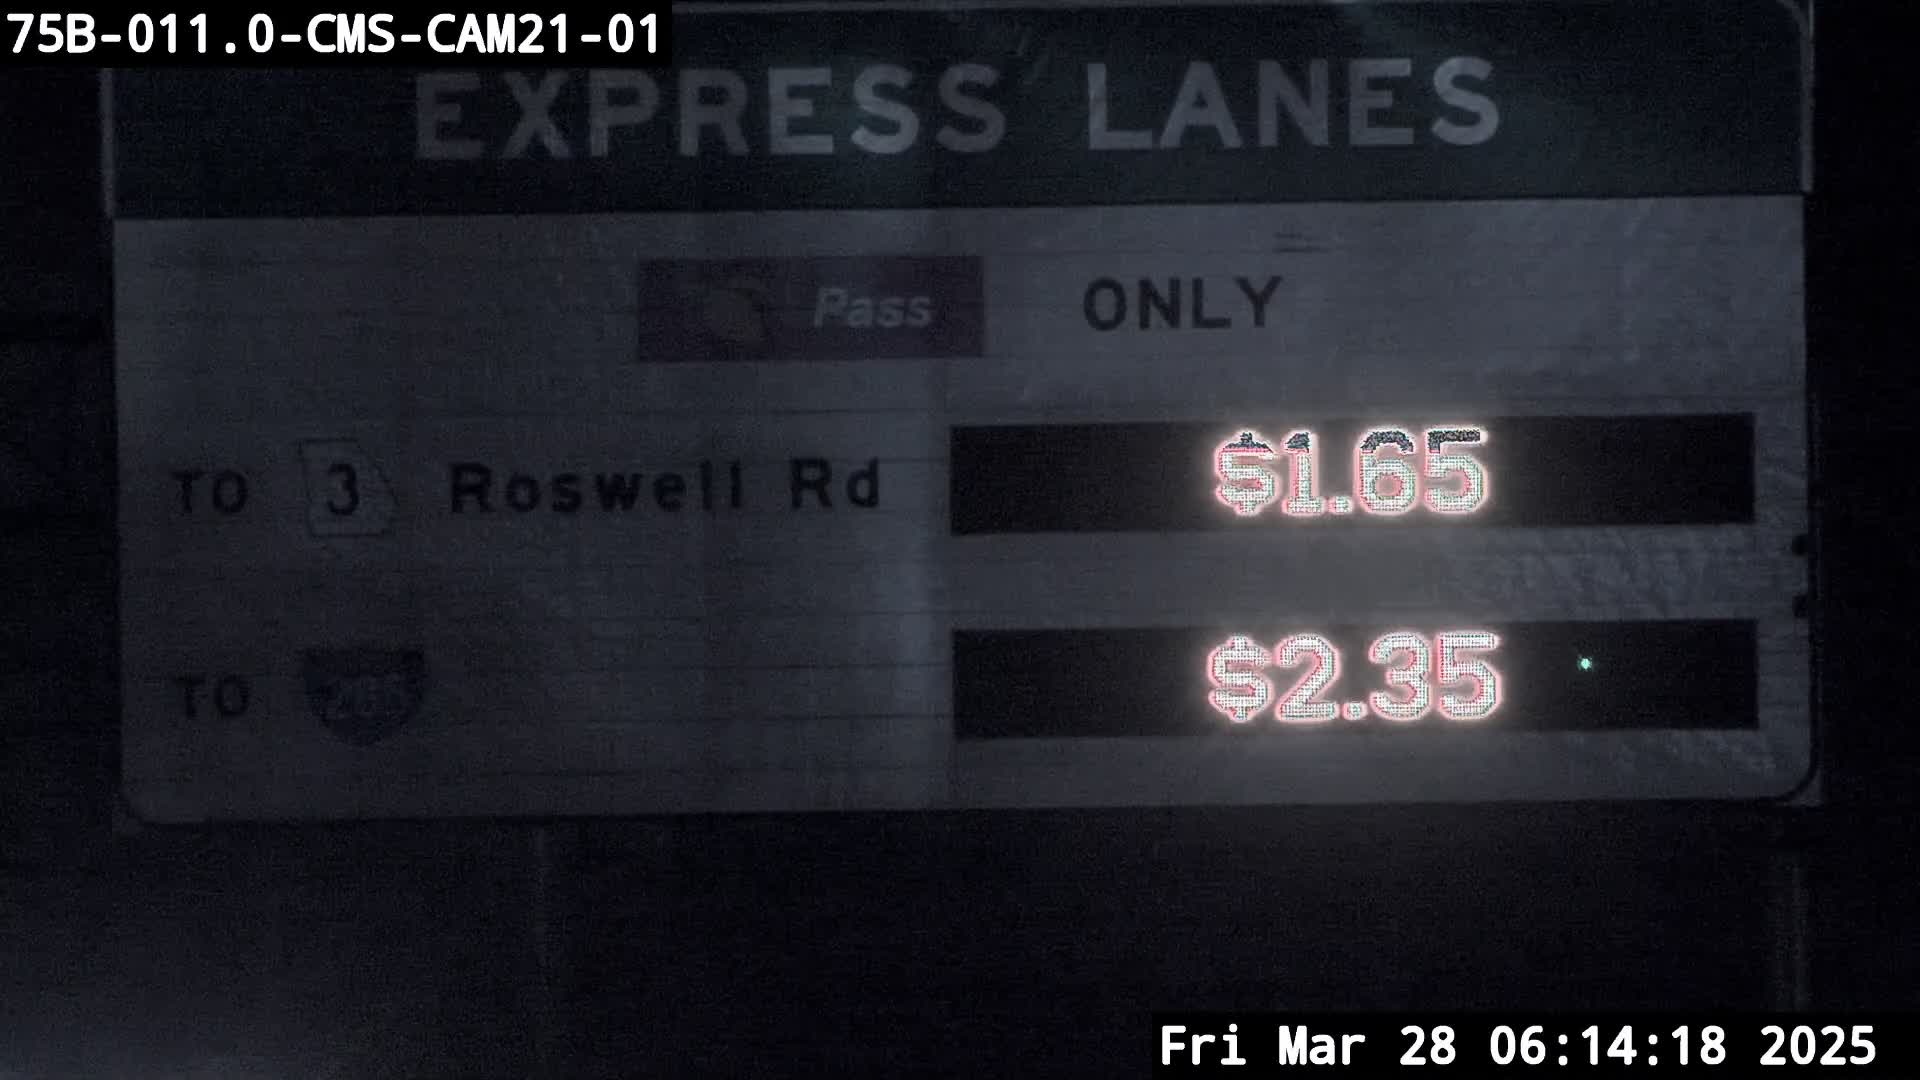 75B-011.0-CMS-CAM21-01
EXPRESS LANES
Pass ONLY
TO 3 Roswell Rd $1.65
TO 285 $2.35
Fri Mar 28 06:14:18 2025